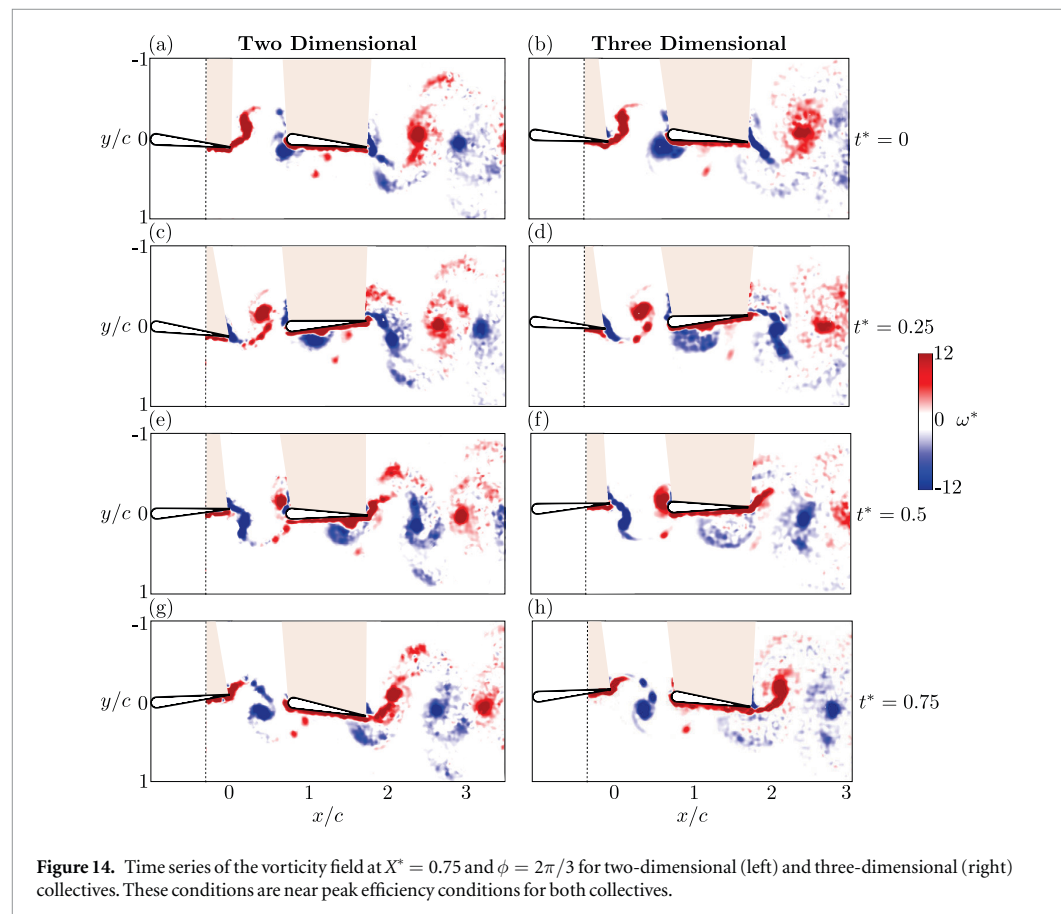 (a) Two Dimensional (b) Three Dimensional
-1
y/c 0
1
t* = 0
(c) (d)
-1
y/c 0
1
t* = 0.25
12
0 ω*
-12
(e) (f)
-1
y/c 0
1
t* = 0.5
(g) (h)
-1
y/c 0
1
t* = 0.75
0 1 2 3 0 1 2 3
x/c x/c
Figure 14. Time series of the vorticity field at X* = 0.75 and ϕ = 2π/3 for two-dimensional (left) and three-dimensional (right)
collectives. These conditions are near peak efficiency conditions for both collectives.